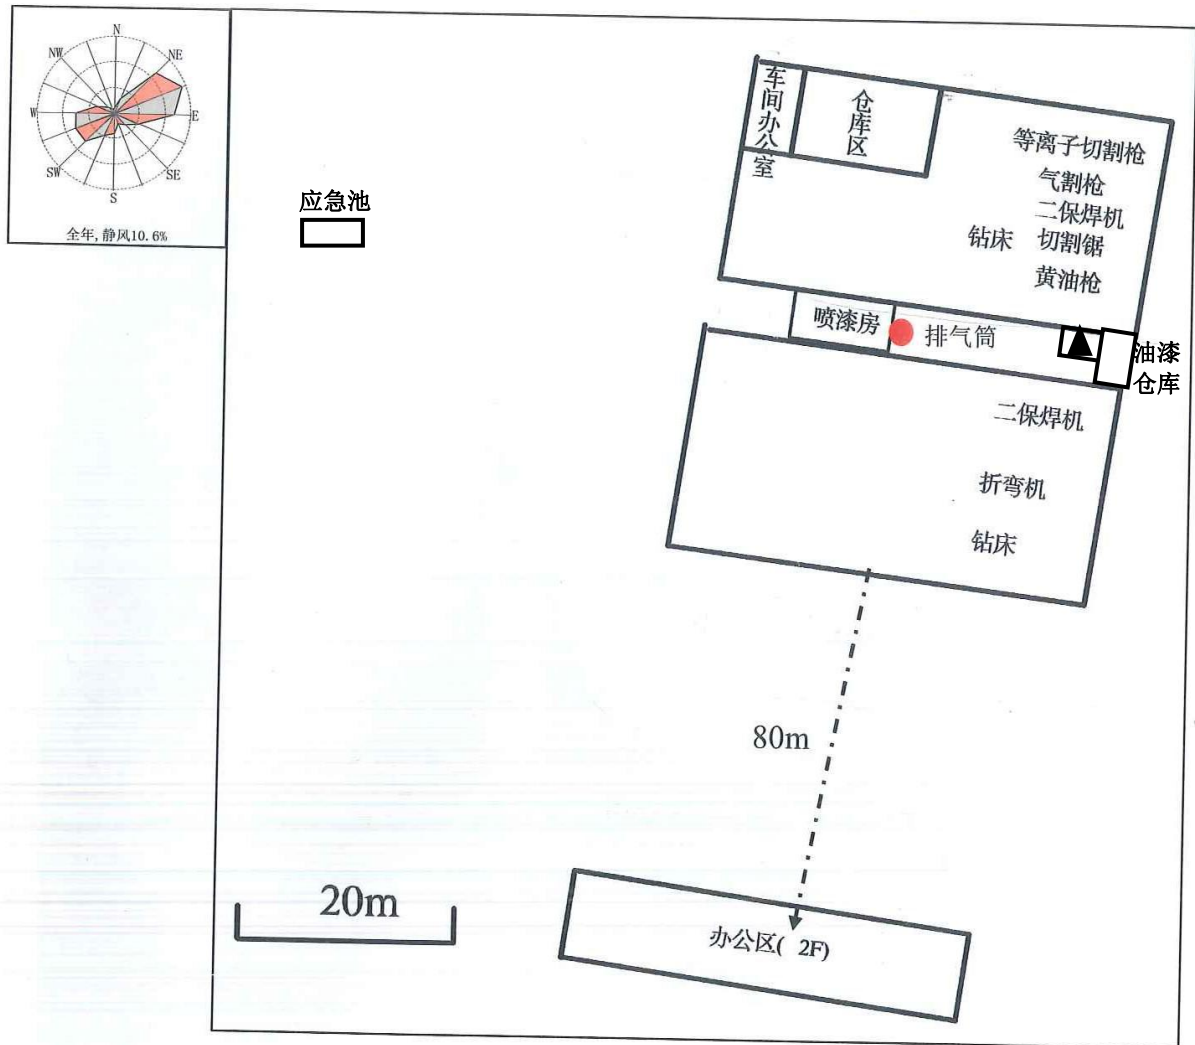 N
NW
NE
W
E
SW
SE
S
全年,静风10.6%
应急池
车间办公室
仓库区
等离子切割枪
气割枪
二保焊机
钻床
切割锯
黄油枪
喷漆房
排气筒
油漆
仓库
二保焊机
折弯机
钻床
80m
20m
办公区( 2F)